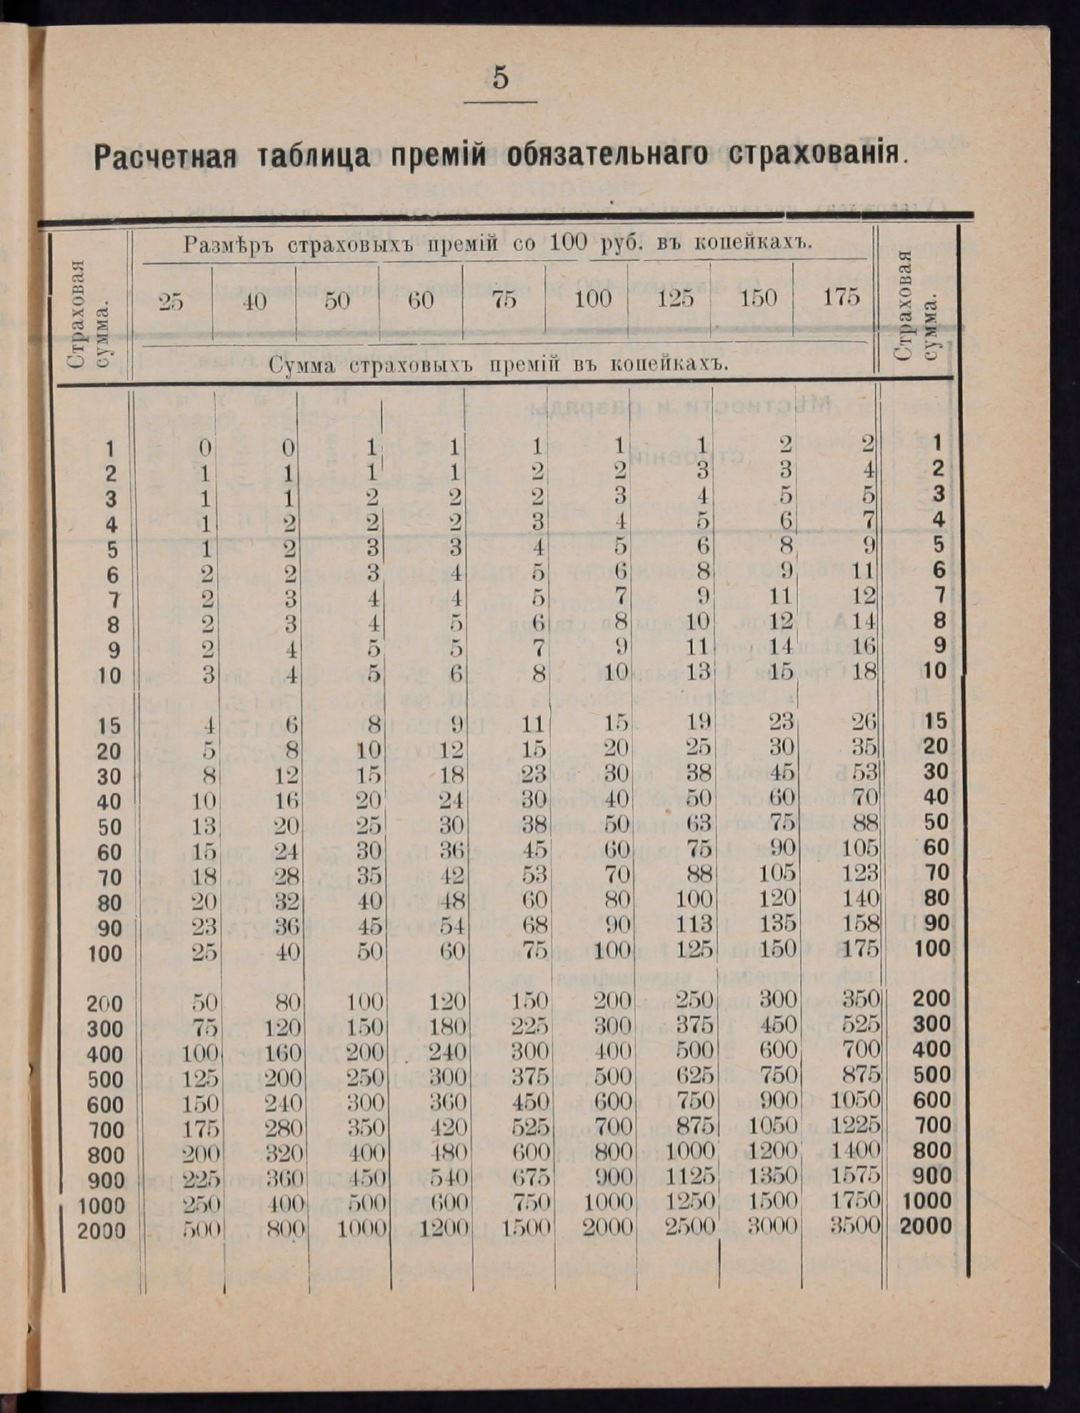 5
Расчетная таблица премій обязательнаго страхованія.
Страховая сумма.
Размѣръ страховыхъ премій со 100 руб. въ копейкахъ.
Страховая сумма.
25 40 50 60 75 100 125 150 175
Сумма страховыхъ премій въ копейкахъ.
1 0 0 1 1 1 1 1 2 2 1
2 1 1 1 1 2 2 3 3 4 2
3 1 1 2 2 2 3 4 5 5 3
4 1 2 2 2 3 4 5 6 7 4
5 1 2 3 3 4 5 6 8 9 5
6 2 2 3 4 5 6 8 9 11 6
7 2 3 4 4 5 7 9 11 12 7
8 2 3 4 5 6 8 10 12 14 8
9 2 4 5 5 7 9 11 14 16 9
10 3 4 5 6 8 10 13 15 18 10
15 4 6 8 9 11 15 19 23 26 15
20 5 8 10 12 15 20 25 30 35 20
30 8 12 15 18 23 30 38 45 53 30
40 10 16 20 24 30 40 50 60 70 40
50 13 20 25 30 38 50 63 75 88 50
60 15 24 30 36 45 60 75 90 105 60
70 18 28 35 42 53 70 88 105 123 70
80 20 32 40 48 60 80 100 120 140 80
90 23 36 45 54 68 90 113 135 158 90
100 25 40 50 60 75 100 125 150 175 100
200 50 80 100 120 150 200 250 300 350 200
300 75 120 150 180 225 300 375 450 525 300
400 100 160 200 240 300 400 500 600 700 400
500 125 200 250 300 375 500 625 750 875 500
600 150 240 300 360 450 600 750 900 1050 600
700 175 280 350 420 525 700 875 1050 1225 700
800 200 320 400 480 600 800 1000 1200 1400 800
900 225 360 450 540 675 900 1125 1350 1575 900
1000 250 400 500 600 750 1000 1250 1500 1750 1000
2000 500 800 1000 1200 1500 2000 2500 3000 3500 2000